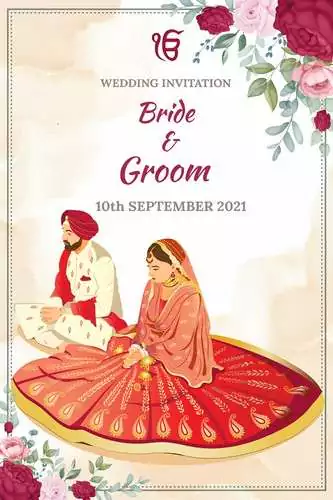 ੴ
WEDDING INVITATION
Bride
&
Groom
10th SEPTEMBER 2021